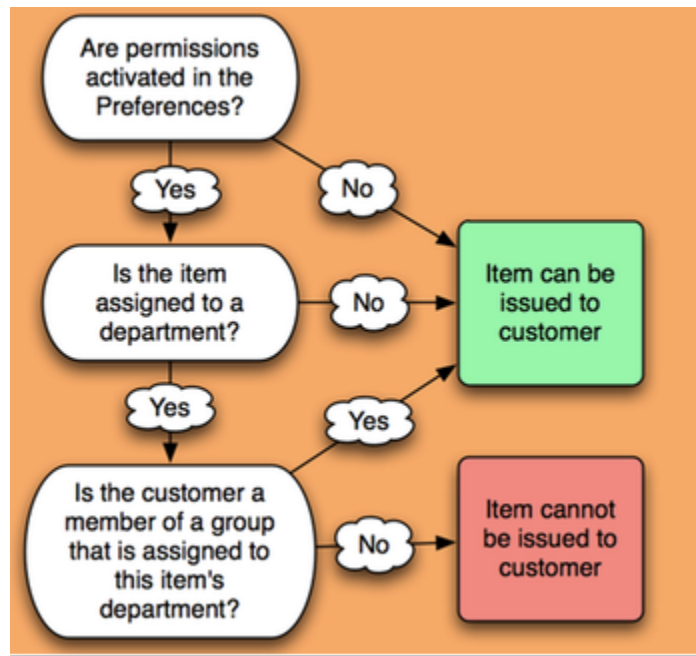 Are permissions
activated in the
Preferences?
Yes
No
Is the item
assigned to a
department?
No
Item can be
issued to
customer
Yes
Yes
Is the customer a
member of a group
that is assigned to
this item's
department?
No
Item cannot
be issued to
customer